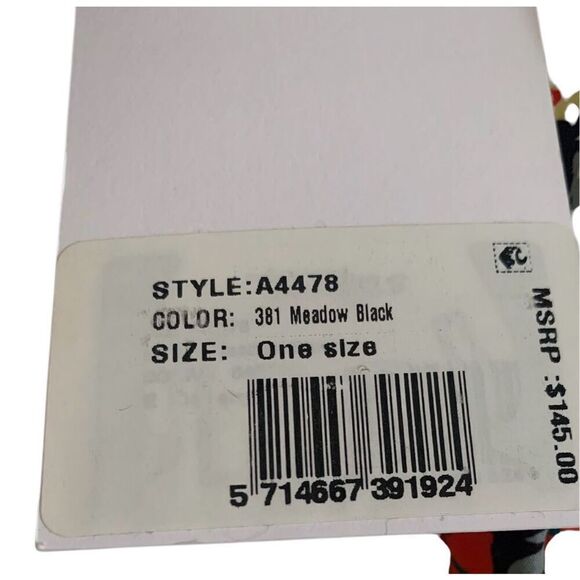 STYLE:A4478
COLOR: 381 Meadow Black
SIZE: One size
5 714667 391924
MSRP :$145.00